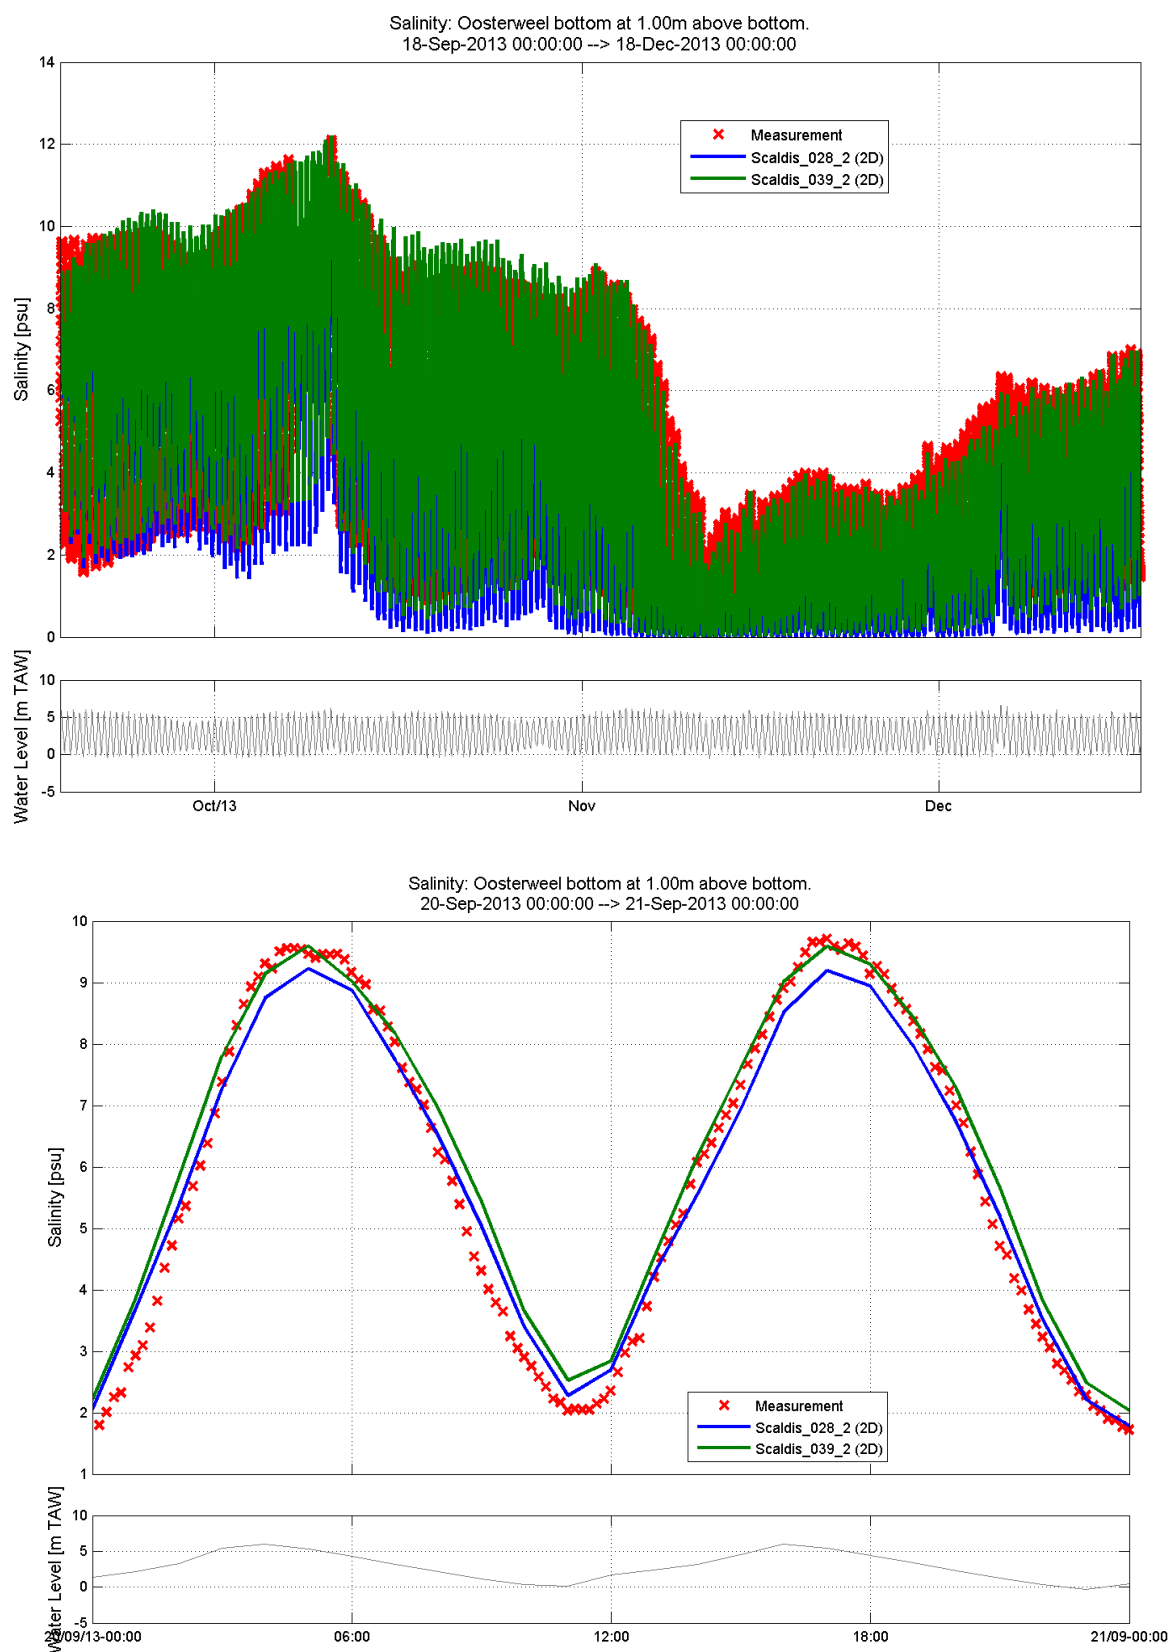 Salinity: Oosterweel bottom at 1.00m above bottom.
18-Sep-2013 00:00:00 --> 18-Dec-2013 00:00:00
14
12
10
8
6
4
2
0
Salinity [psu]
Measurement
Scaldis_028_2 (2D)
Scaldis_039_2 (2D)
10
5
0
-5
Water Level [m TAW]
Oct/13
Nov
Dec
Salinity: Oosterweel bottom at 1.00m above bottom.
20-Sep-2013 00:00:00 --> 21-Sep-2013 00:00:00
10
9
8
7
6
5
4
3
2
1
Salinity [psu]
Measurement
Scaldis_028_2 (2D)
Scaldis_039_2 (2D)
10
5
0
-5
Water Level [m TAW]
20/09/13-00:00
06:00
12:00
18:00
21/09-00:00